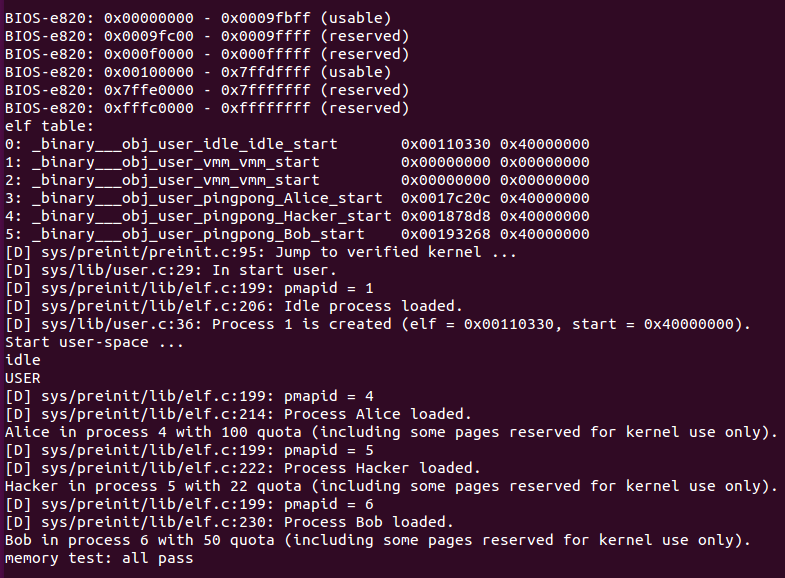 BIOS-e820: 0x00000000 - 0x0009fbff (usable)
BIOS-e820: 0x0009fc00 - 0x0009ffff (reserved)
BIOS-e820: 0x000f0000 - 0x000fffff (reserved)
BIOS-e820: 0x00100000 - 0x7ffdffff (usable)
BIOS-e820: 0x7ffe0000 - 0x7fffffff (reserved)
BIOS-e820: 0xfffc0000 - 0xffffffff (reserved)
elf table:
0: _binary___obj_user_idle_idle_start       0x00110330 0x40000000
1: _binary___obj_user_vmm_vmm_start         0x00000000 0x00000000
2: _binary___obj_user_vmm_vmm_start         0x00000000 0x00000000
3: _binary___obj_user_pingpong_Alice_start  0x0017c20c 0x40000000
4: _binary___obj_user_pingpong_Hacker_start 0x001878d8 0x40000000
5: _binary___obj_user_pingpong_Bob_start    0x00193268 0x40000000
[D] sys/preinit/preinit.c:95: Jump to verified kernel ...
[D] sys/lib/user.c:29: In start user.
[D] sys/preinit/lib/elf.c:199: pmapid = 1
[D] sys/preinit/lib/elf.c:206: Idle process loaded.
[D] sys/lib/user.c:36: Process 1 is created (elf = 0x00110330, start = 0x40000000).
Start user-space ...
idle
USER
[D] sys/preinit/lib/elf.c:199: pmapid = 4
[D] sys/preinit/lib/elf.c:214: Process Alice loaded.
Alice in process 4 with 100 quota (including some pages reserved for kernel use only).
[D] sys/preinit/lib/elf.c:199: pmapid = 5
[D] sys/preinit/lib/elf.c:222: Process Hacker loaded.
Hacker in process 5 with 22 quota (including some pages reserved for kernel use only).
[D] sys/preinit/lib/elf.c:199: pmapid = 6
[D] sys/preinit/lib/elf.c:230: Process Bob loaded.
Bob in process 6 with 50 quota (including some pages reserved for kernel use only).
memory test: all pass